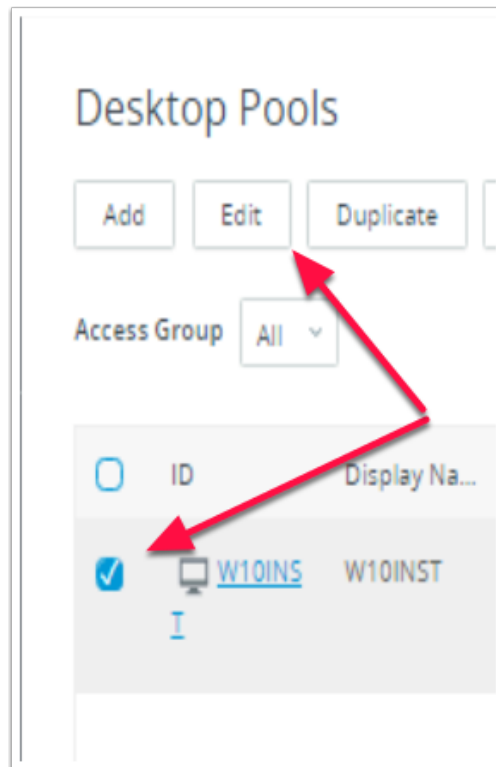 Desktop Pools
Add Edit Duplicate
Access Group All
ID Display Na...
W10INS W10INST
T